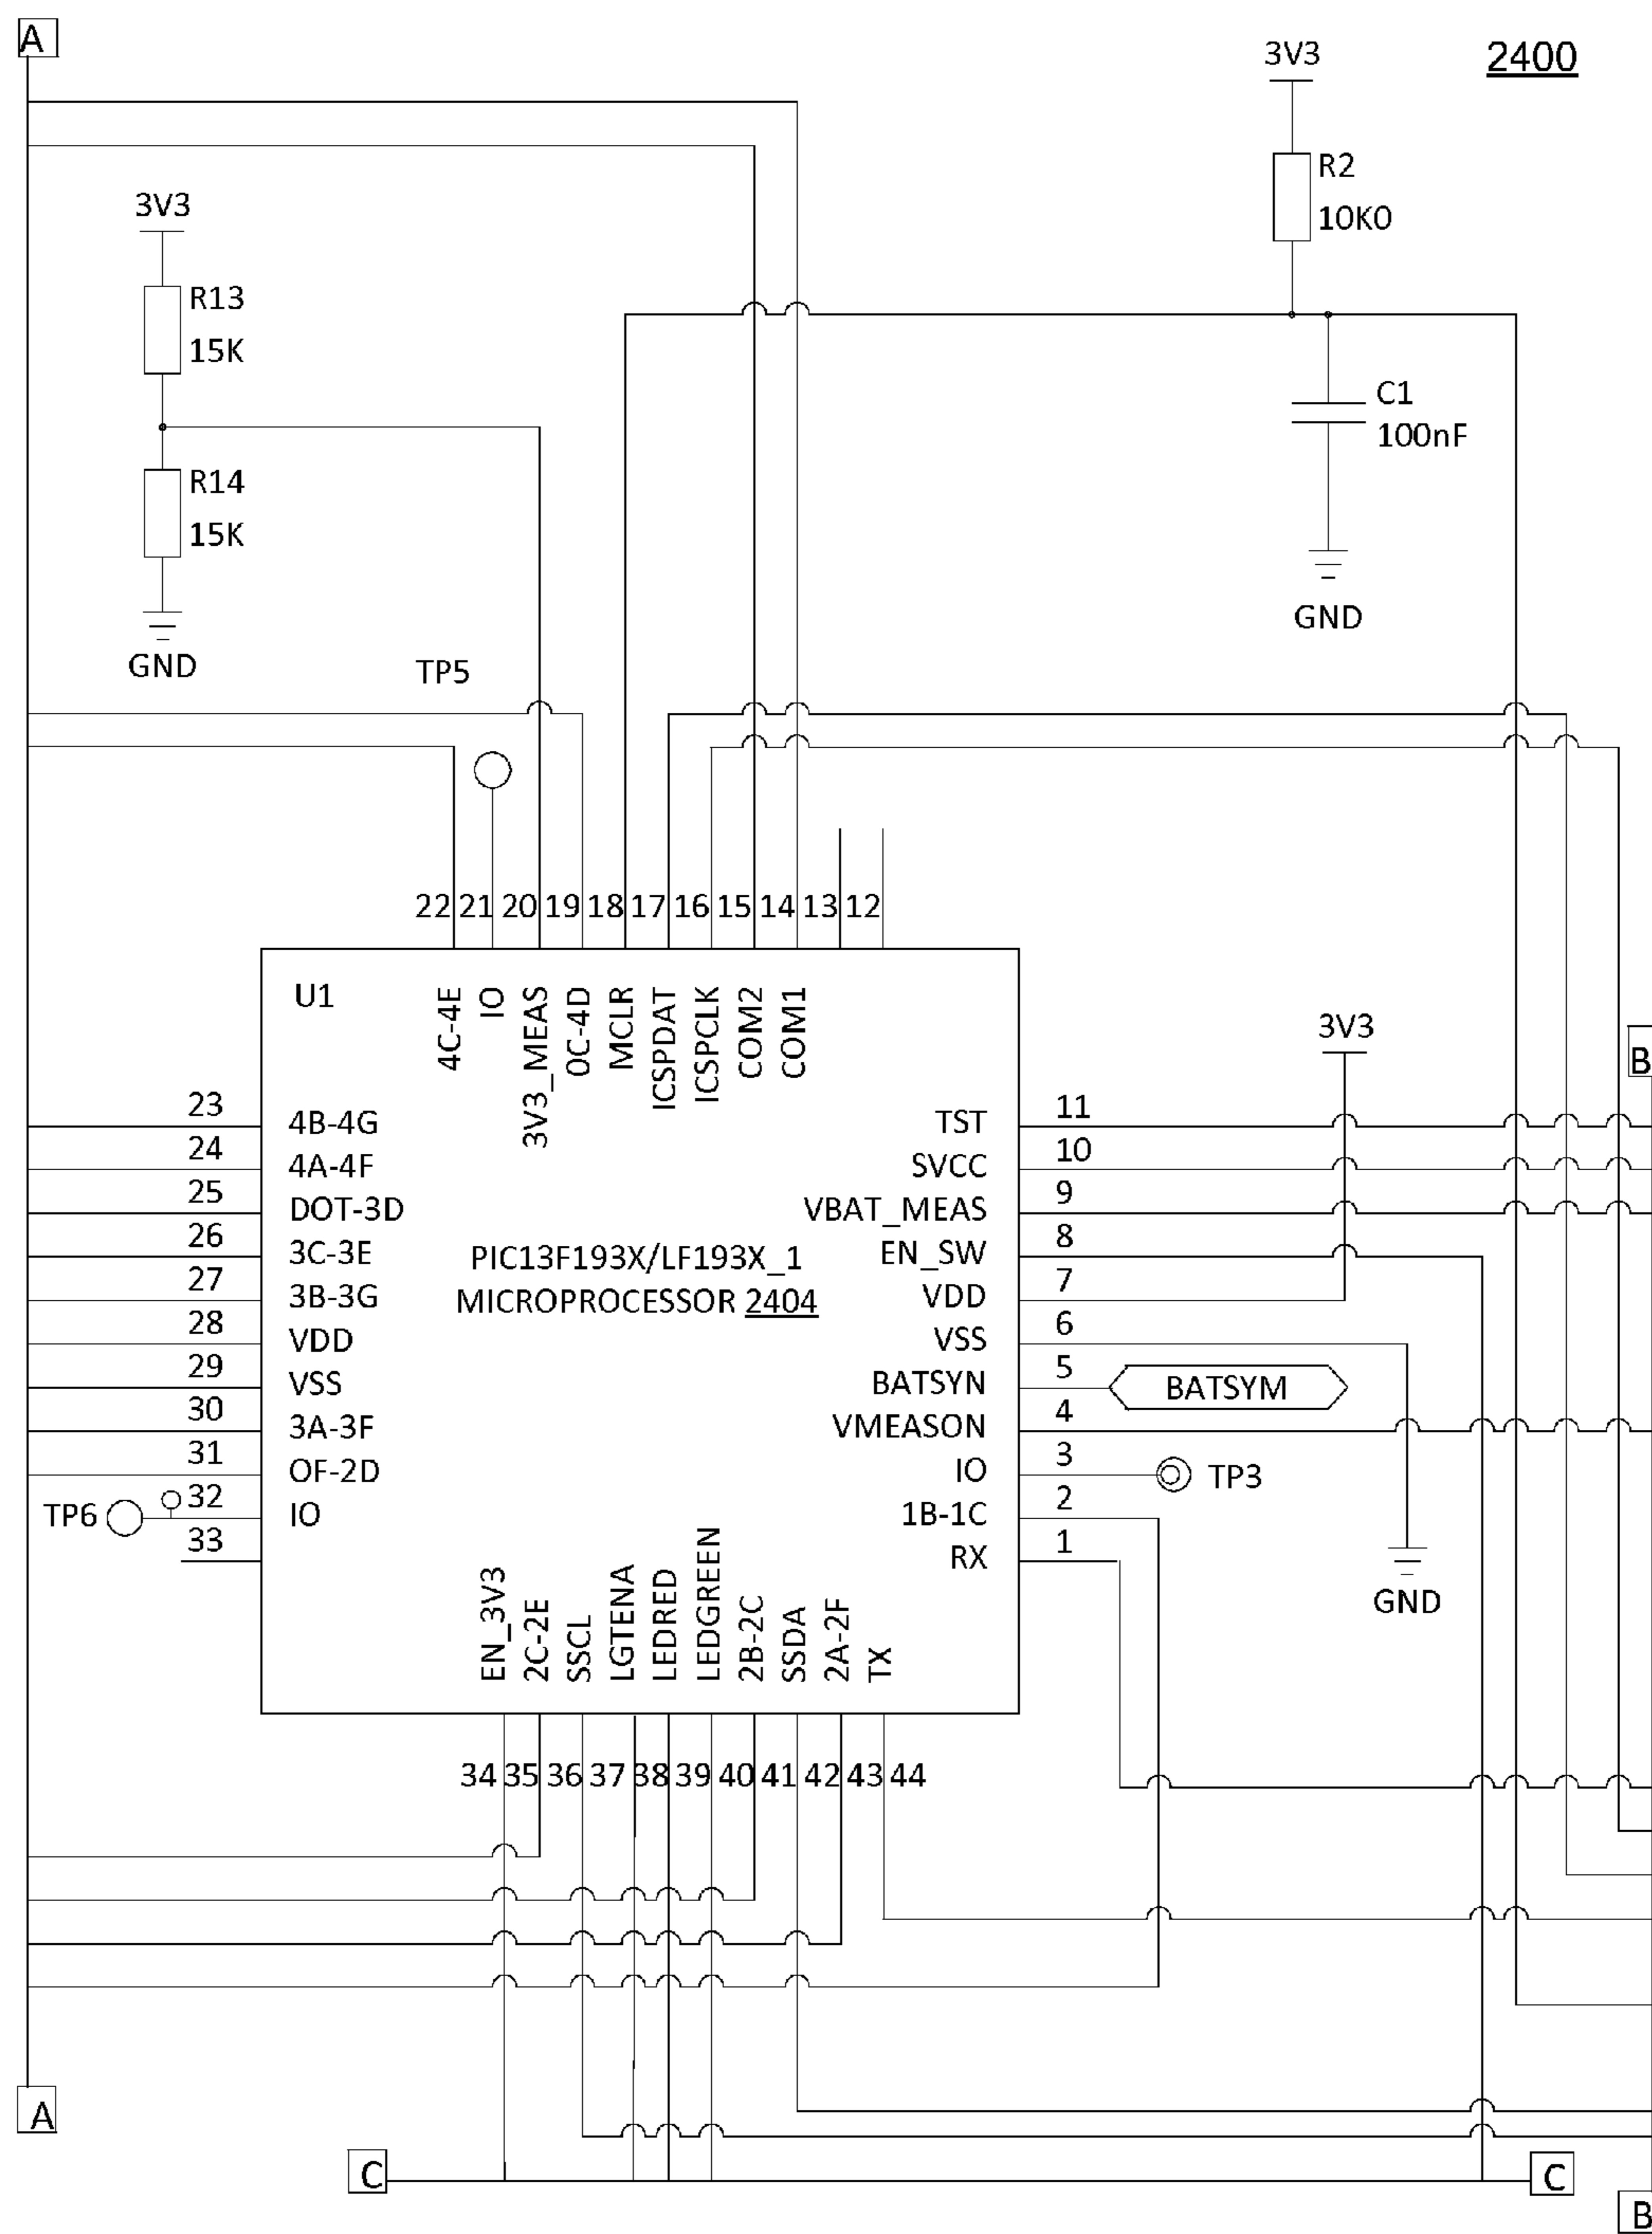 A
2400
3V3
R2
10K0
3V3
R13
15K
C1
100nF
R14
15K
GND
GND
TP5
22 21 20 19 18 17 16 15 14 13 12
U1
4C-4E
IO
3V3_MEAS
0C-4D
MCLR
ICSPDAT
ICSPCLK
COM2
COM1
3V3
B
23 4B-4G
24 4A-4F
25 DOT-3D
26 3C-3E
27 3B-3G
28 VDD
29 VSS
30 3A-3F
31 OF-2D
TP6 32 IO
33
PIC13F193X/LF193X_1
MICROPROCESSOR 2404
TST 11
SVCC 10
VBAT_MEAS 9
EN_SW 8
VDD 7
VSS 6
BATSYN 5 BATSYM
VMEASON 4
IO 3 TP3
1B-1C 2
RX 1
GND
EN_3V3
2C-2E
SSCL
LGTENA
LEDRED
LEDGREEN
2B-2C
SSDA
2A-2F
TX
34 35 36 37 38 39 40 41 42 43 44
A
C
C
B